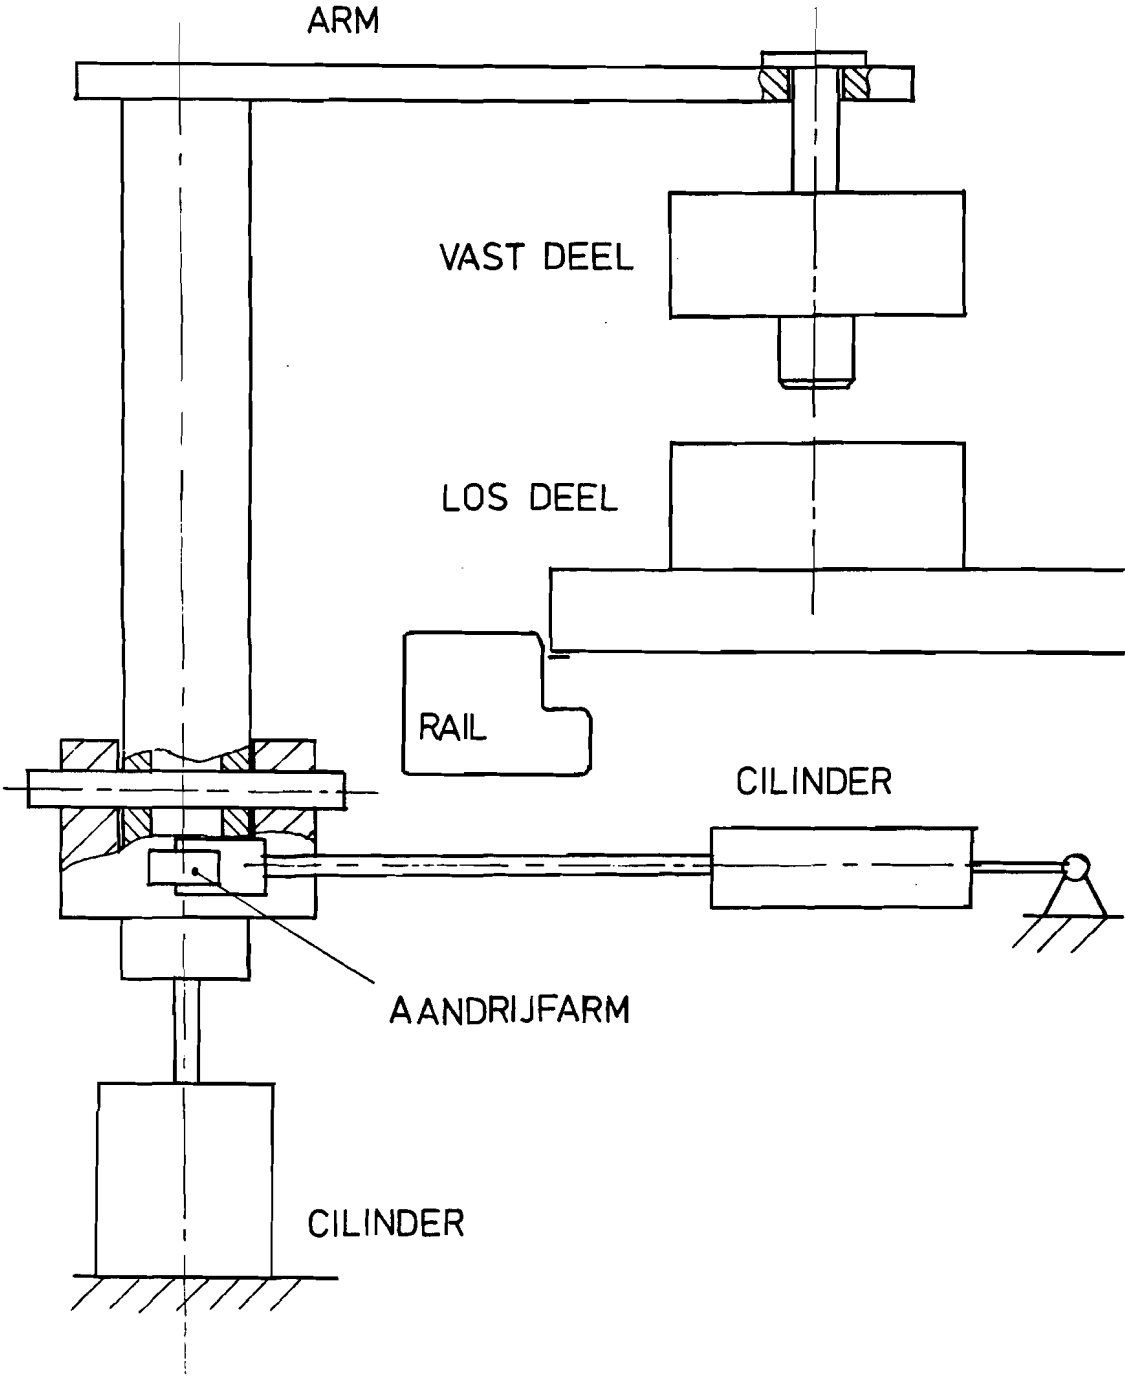 ARM
VAST DEEL
LOS DEEL
RAIL
CILINDER
AANDRIJFARM
CILINDER